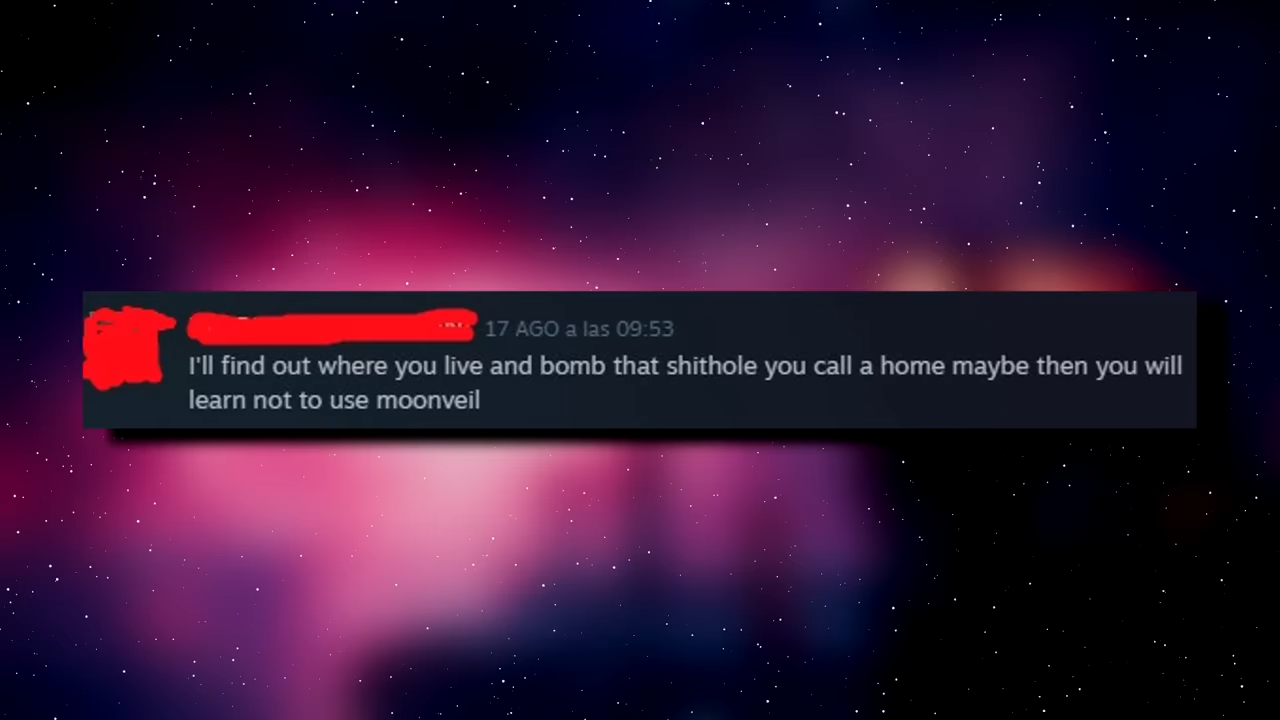 17 AGO a las 09:53
I'll find out where you live and bomb that shithole you call a home maybe then you will
learn not to use moonveil